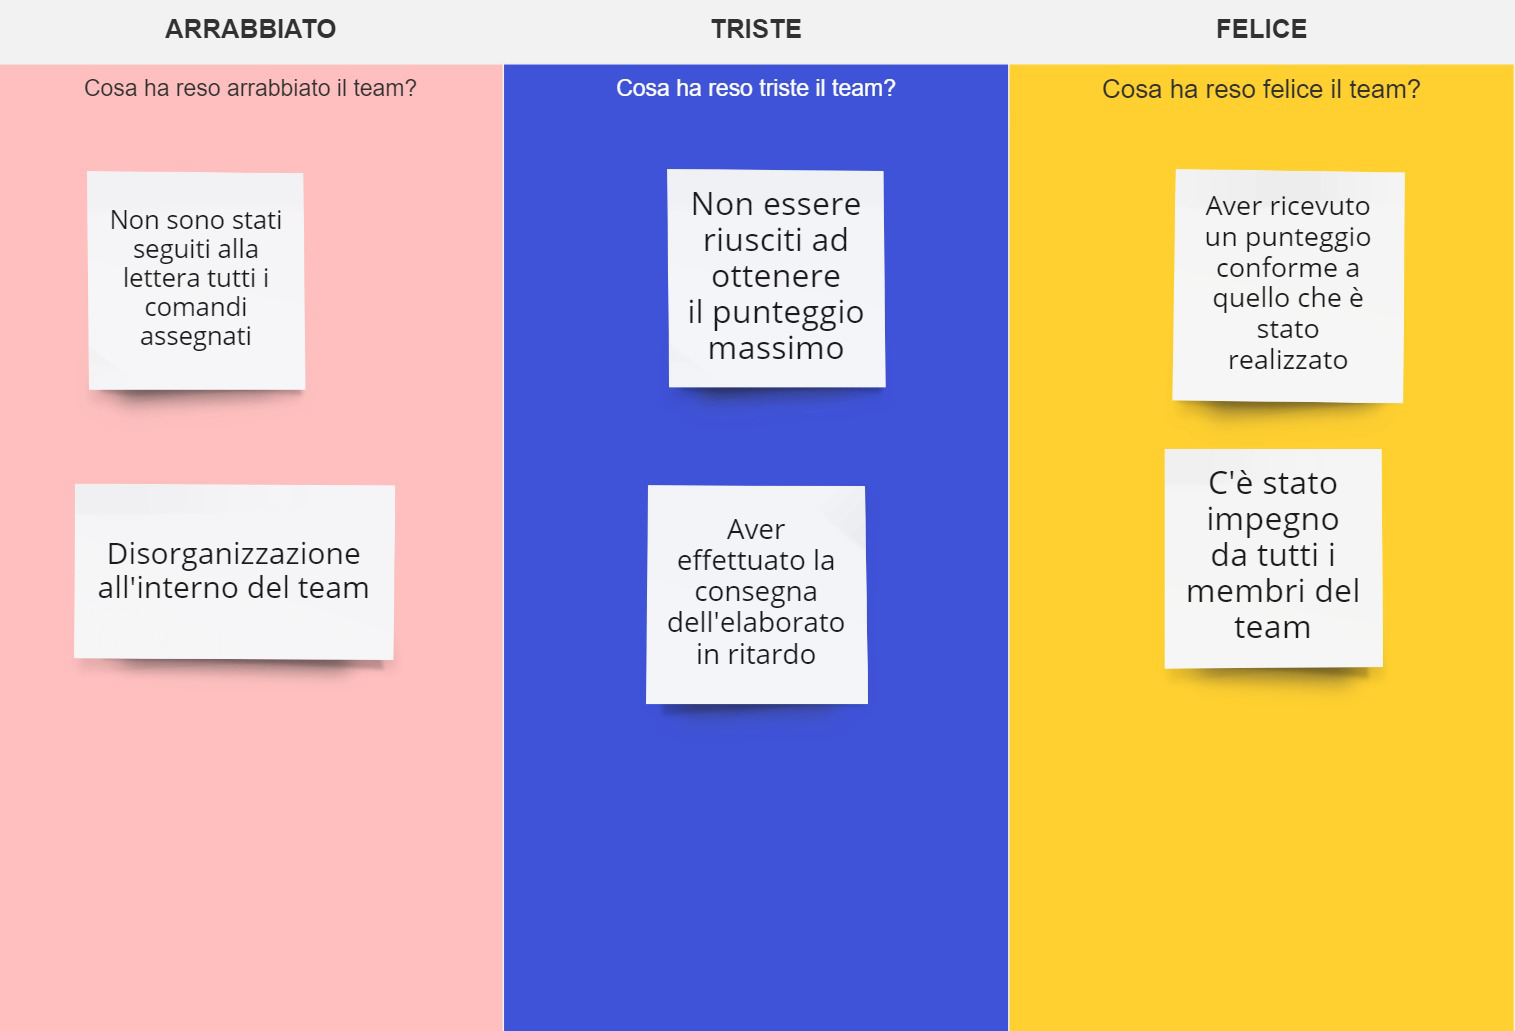 ARRABBIATO
Cosa ha reso arrabbiato il team?
Non sono stati
seguiti alla
lettera tutti i
comandi
assegnati
Disorganizzazione
all'interno del team
TRISTE
Cosa ha reso triste il team?
Non essere
riusciti ad
ottenere
il punteggio
massimo
Aver
effettuato la
consegna
dell'elaborato
in ritardo
FELICE
Cosa ha reso felice il team?
Aver ricevuto
un punteggio
conforme a
quello che è
stato
realizzato
C'è stato
impegno
da tutti i
membri del
team